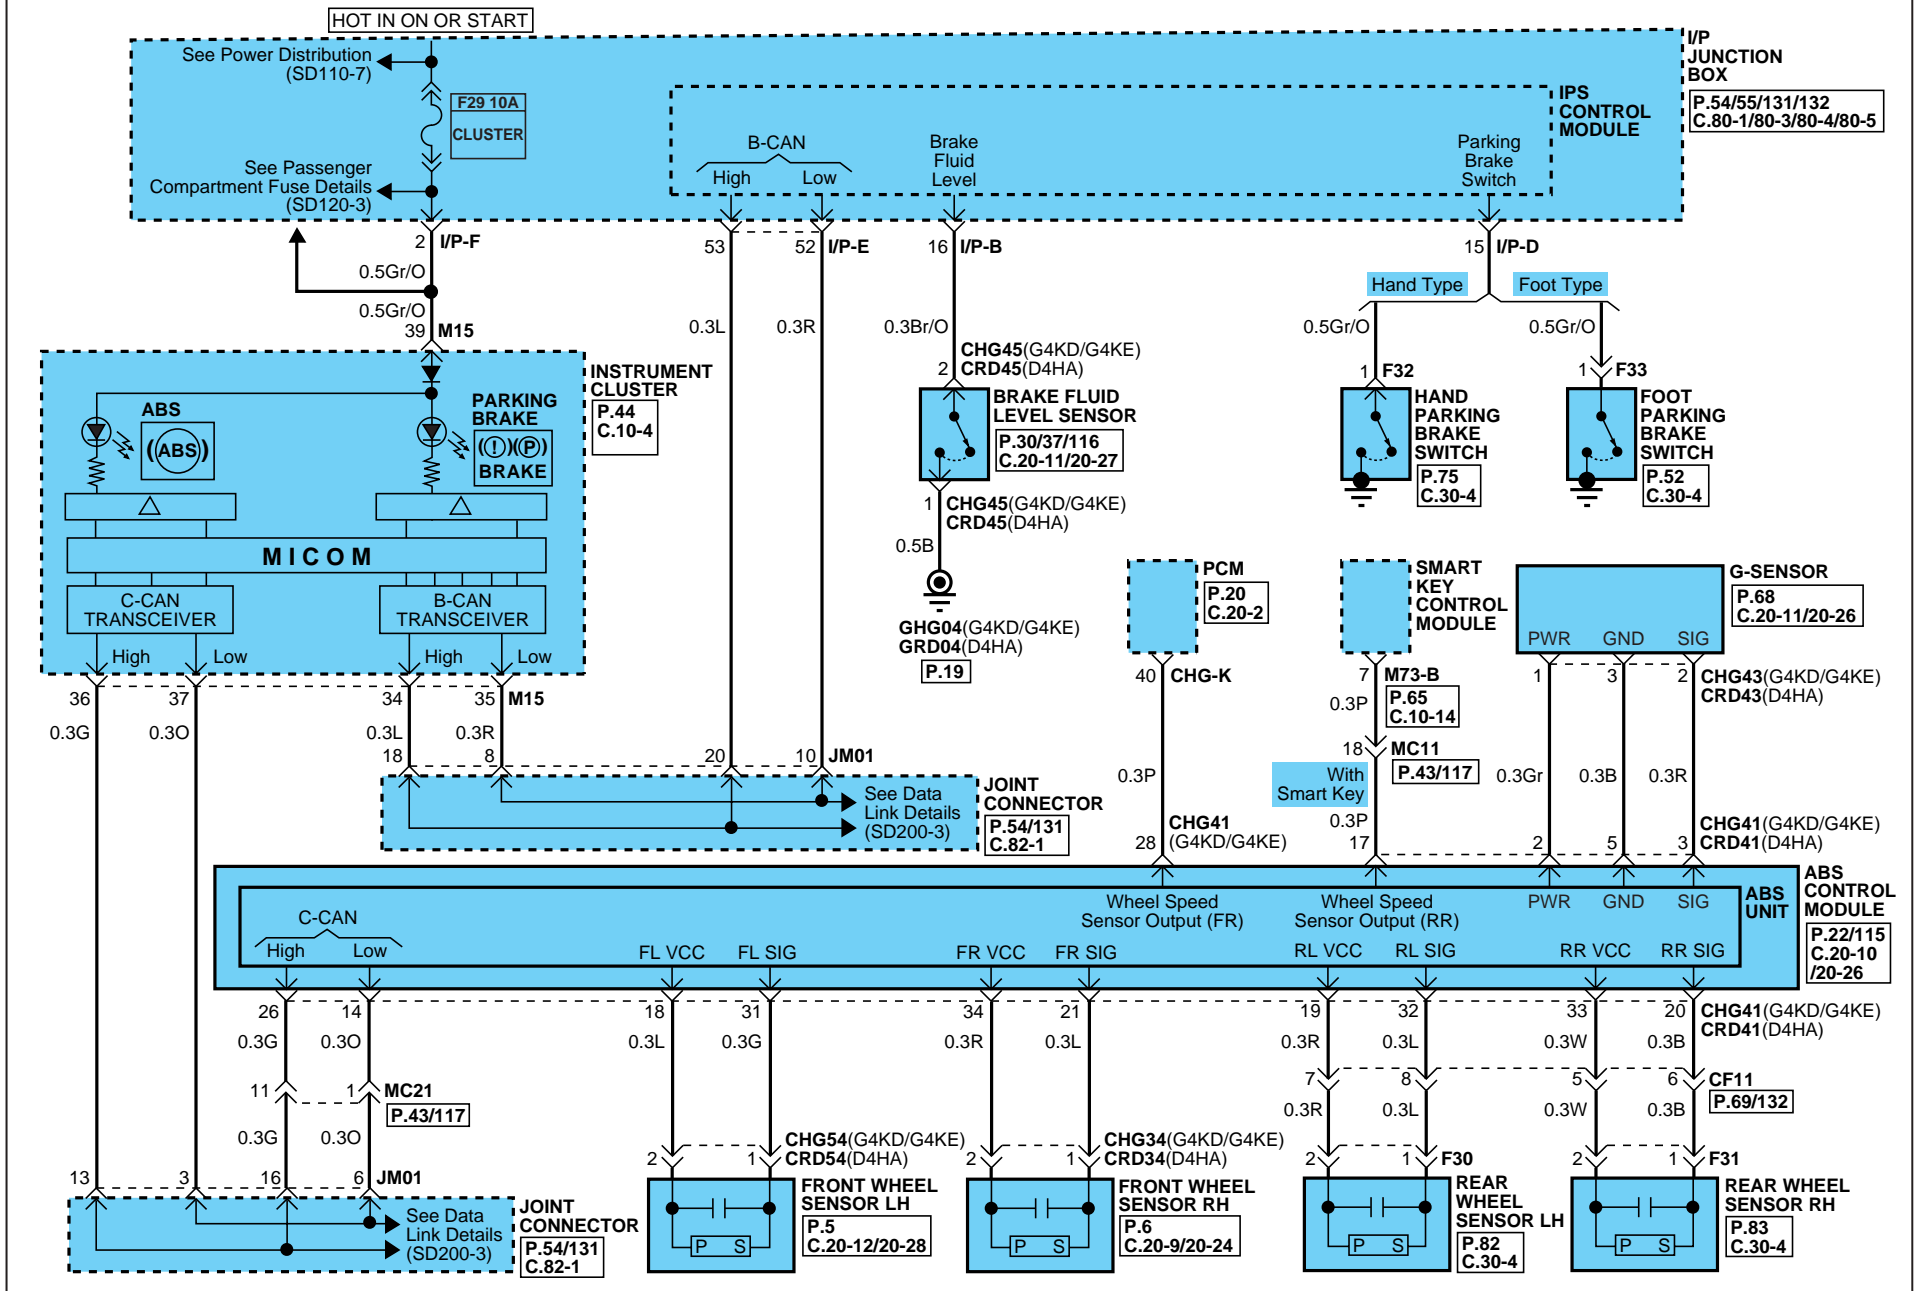 HOT IN ON OR START
See Power Distribution
(SD110-7)
F29 10A
CLUSTER
See Passenger
Compartment Fuse Details
(SD120-3)
I/P
JUNCTION
BOX
P.54/55/131/132
C.80-1/80-3/80-4/80-5
IPS
CONTROL
MODULE
B-CAN
High
Low
Brake
Fluid
Level
Parking
Brake
Switch
2 I/P-F
53
52 I/P-E
16 I/P-B
15 I/P-D
0.5Gr/O
0.5Gr/O
39 M15
0.3L
0.3R
0.3Br/O
Hand Type
Foot Type
0.5Gr/O
0.5Gr/O
INSTRUMENT
CLUSTER
P.44
C.10-4
ABS
(ABS)
PARKING
BRAKE
(!)(P)
BRAKE
MICOM
C-CAN
TRANSCEIVER
B-CAN
TRANSCEIVER
High
Low
High
Low
36
37
34
35 M15
0.3G
0.3O
0.3L
0.3R
CHG45(G4KD/G4KE)
2 CRD45(D4HA)
BRAKE FLUID
LEVEL SENSOR
P.30/37/116
C.20-11/20-27
1 CHG45(G4KD/G4KE)
CRD45(D4HA)
0.5B
GHG04(G4KD/G4KE)
GRD04(D4HA)
P.19
1 F32
HAND
PARKING
BRAKE
SWITCH
P.75
C.30-4
1 F33
FOOT
PARKING
BRAKE
SWITCH
P.52
C.30-4
PCM
P.20
C.20-2
40 CHG-K
0.3P
CHG41
28 (G4KD/G4KE)
SMART
KEY
CONTROL
MODULE
7 M73-B
P.65
C.10-14
0.3P
18 MC11
P.43/117
With
Smart Key
0.3P
17
G-SENSOR
P.68
C.20-11/20-26
PWR
GND
SIG
1
3
2 CHG43(G4KD/G4KE)
CRD43(D4HA)
0.3Gr
0.3B
0.3R
2
5
3
CHG41(G4KD/G4KE)
CRD41(D4HA)
18
8
20
10 JM01
See Data
Link Details
(SD200-3)
JOINT
CONNECTOR
P.54/131
C.82-1
ABS
UNIT
ABS
CONTROL
MODULE
P.22/115
C.20-10
/20-26
Wheel Speed
Sensor Output (FR)
Wheel Speed
Sensor Output (RR)
PWR
GND
SIG
C-CAN
High
Low
FL VCC
FL SIG
FR VCC
FR SIG
RL VCC
RL SIG
RR VCC
RR SIG
26
14
18
31
34
21
19
32
33
20 CHG41(G4KD/G4KE)
CRD41(D4HA)
0.3G
0.3O
0.3L
0.3G
0.3R
0.3L
0.3R
0.3L
0.3W
0.3B
11
1 MC21
P.43/117
7
8
5
6 CF11
P.69/132
0.3G
0.3O
0.3R
0.3L
0.3W
0.3B
13
3
16
6 JM01
See Data
Link Details
(SD200-3)
JOINT
CONNECTOR
P.54/131
C.82-1
CHG54(G4KD/G4KE)
2
1 CRD54(D4HA)
FRONT WHEEL
SENSOR LH
P.5
C.20-12/20-28
P S
CHG34(G4KD/G4KE)
2
1 CRD34(D4HA)
FRONT WHEEL
SENSOR RH
P.6
C.20-9/20-24
P S
2
1 F30
REAR
WHEEL
SENSOR LH
P.82
C.30-4
P S
2
1 F31
REAR WHEEL
SENSOR RH
P.83
C.30-4
P S